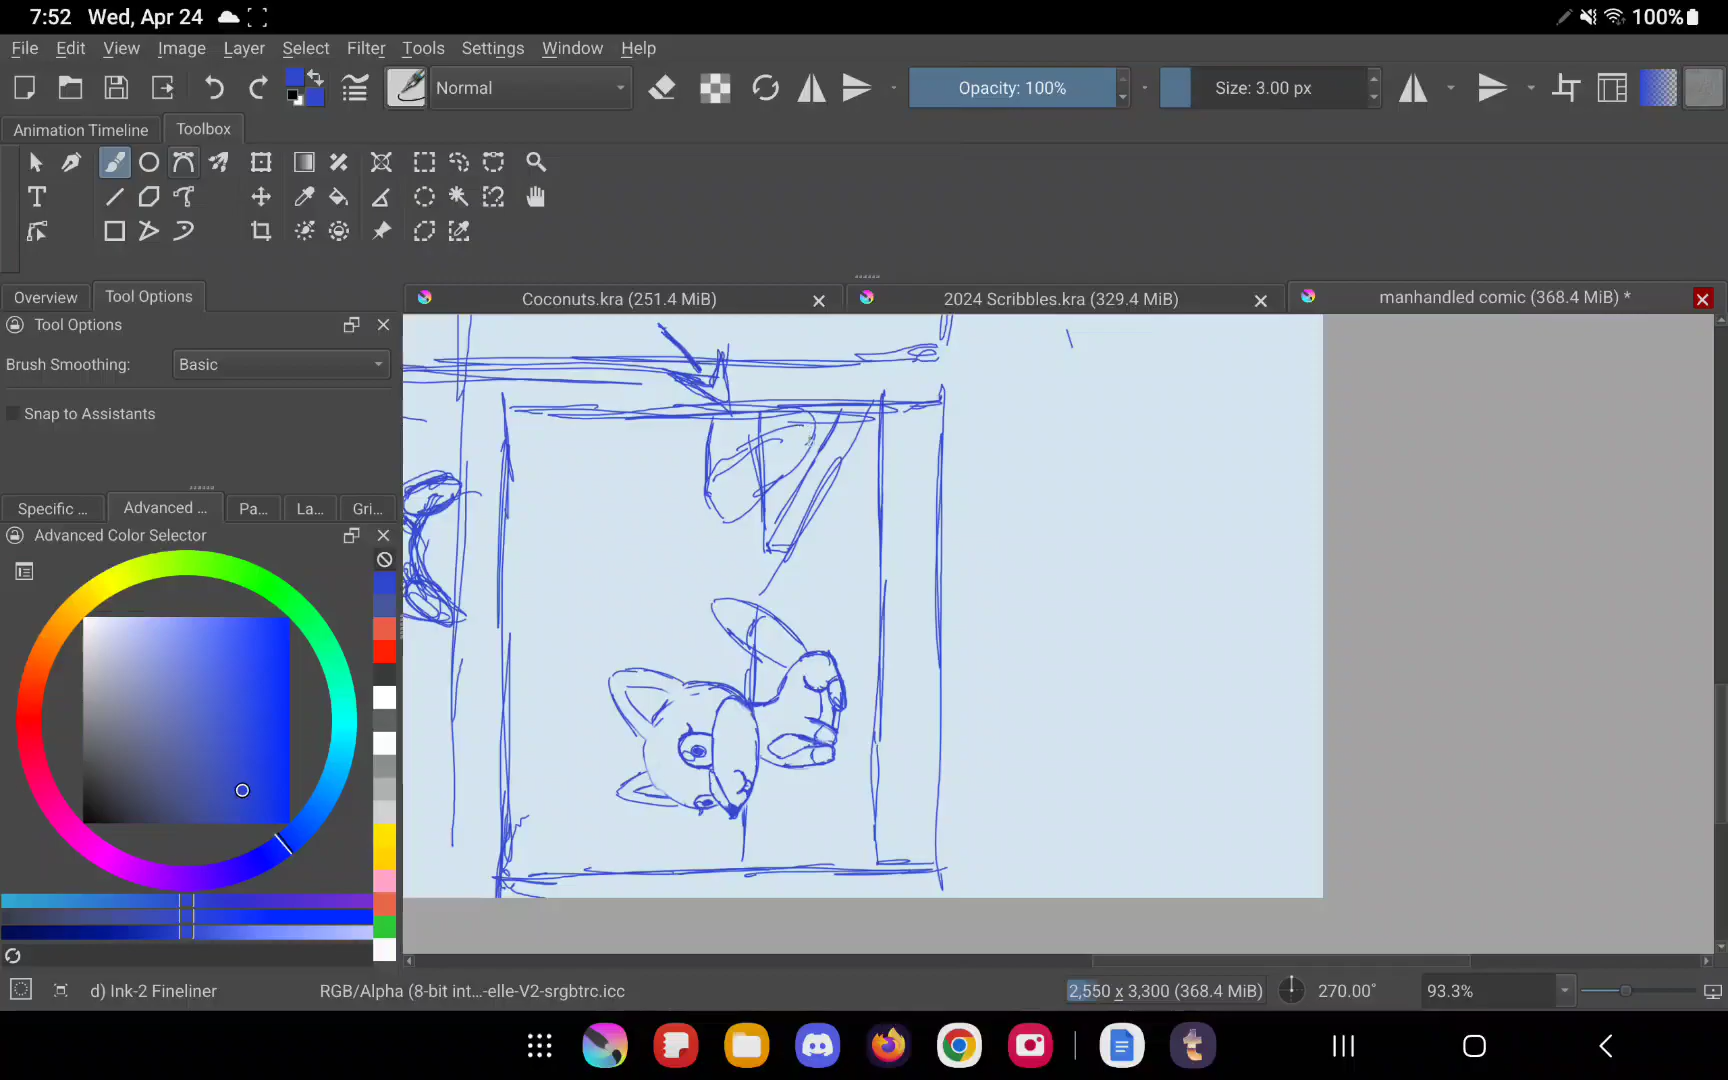 7:52 Wed, Apr 24
100%
File Edit View Image Layer Select Filter Tools Settings Window Help
Normal
Opacity: 100%
Size: 3.00 px
Animation Timeline Toolbox
Overview Tool Options
Coconuts.kra (251.4 MiB)
2024 Scribbles.kra (329.4 MiB)
manhandled comic (368.4 MiB) *
Tool Options
Brush Smoothing: Basic
Snap to Assistants
Specific ... Advanced ... Pa... La... Gri...
Advanced Color Selector
d) Ink-2 Fineliner
RGB/Alpha (8-bit int...-elle-V2-srgbtrc.icc
2,550 x 3,300 (368.4 MiB)
270.00°
93.3%